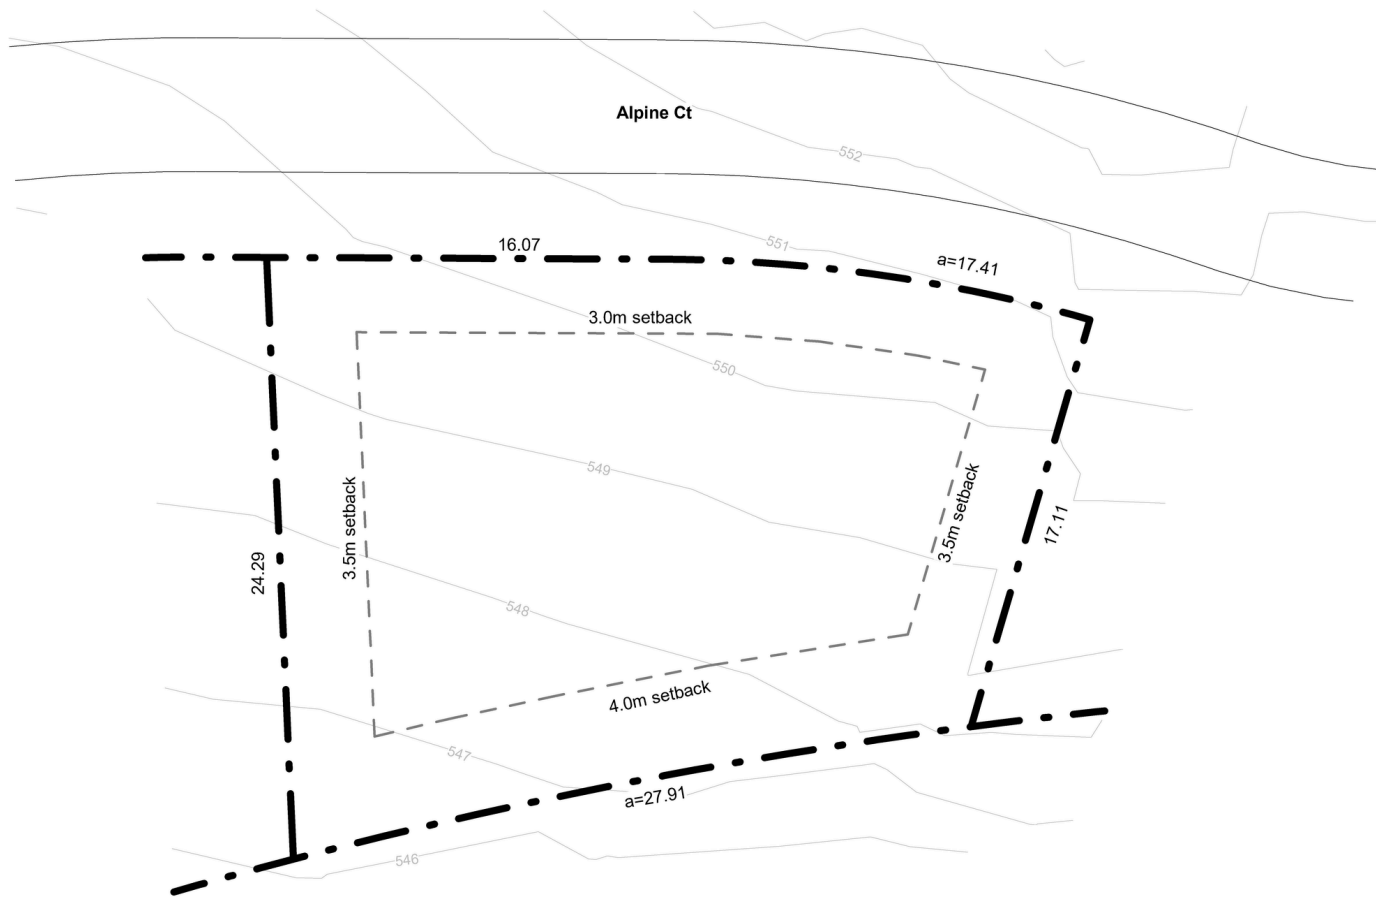 Alpine Ct
552
16.07
551
a=17.41
3.0m setback
550
549
3.5m setback
3.5m setback
17.11
24.29
548
4.0m setback
547
a=27.91
546